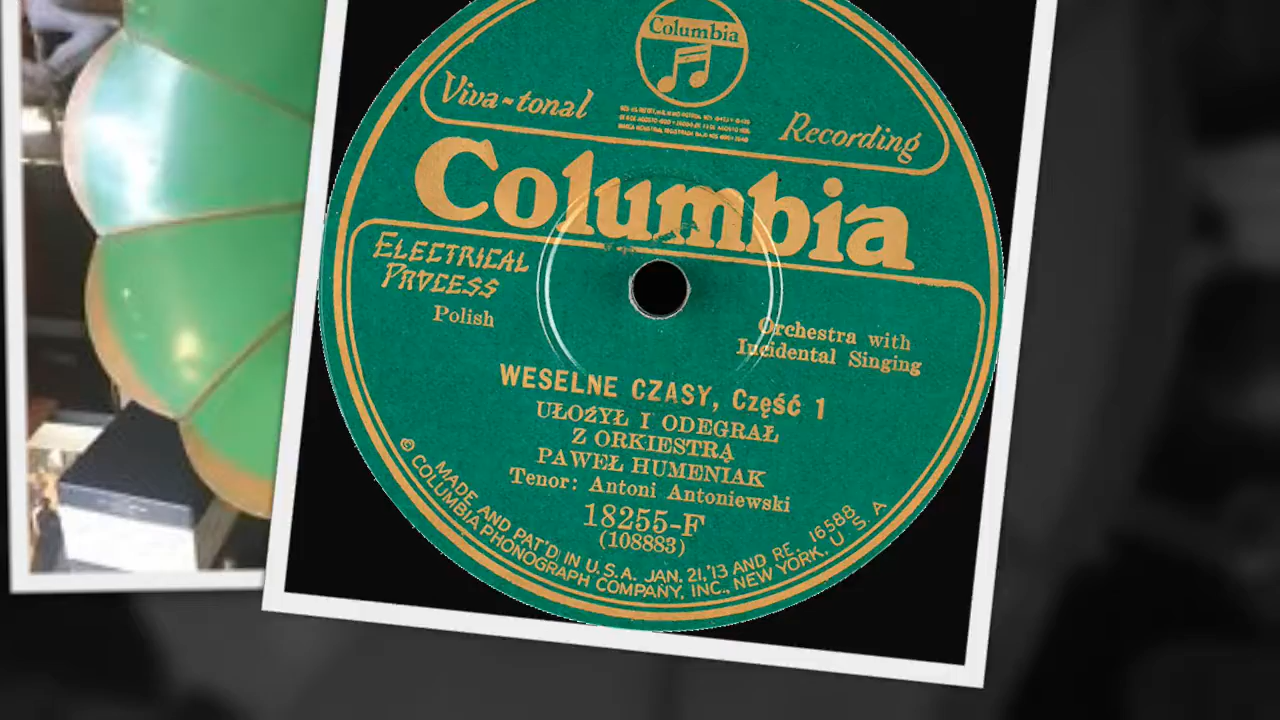 Columbia
Viva-tonal
Recording
Columbia
ELECTRICAL
PROCESS
Polish
Orchestra with
Incidental Singing
WESELNE CZASY, Część 1
UŁOŻYŁ I ODEGRAŁ
Z ORKIESTRĄ
PAWEŁ HUMENIAK
Tenor: Antoni Antoniewski
18255-F
(108883)
MADE AND PAT'D IN U.S.A. JAN. 21,'13 AND RE. 16588
© COLUMBIA PHONOGRAPH COMPANY, INC., NEW YORK, U. S. A